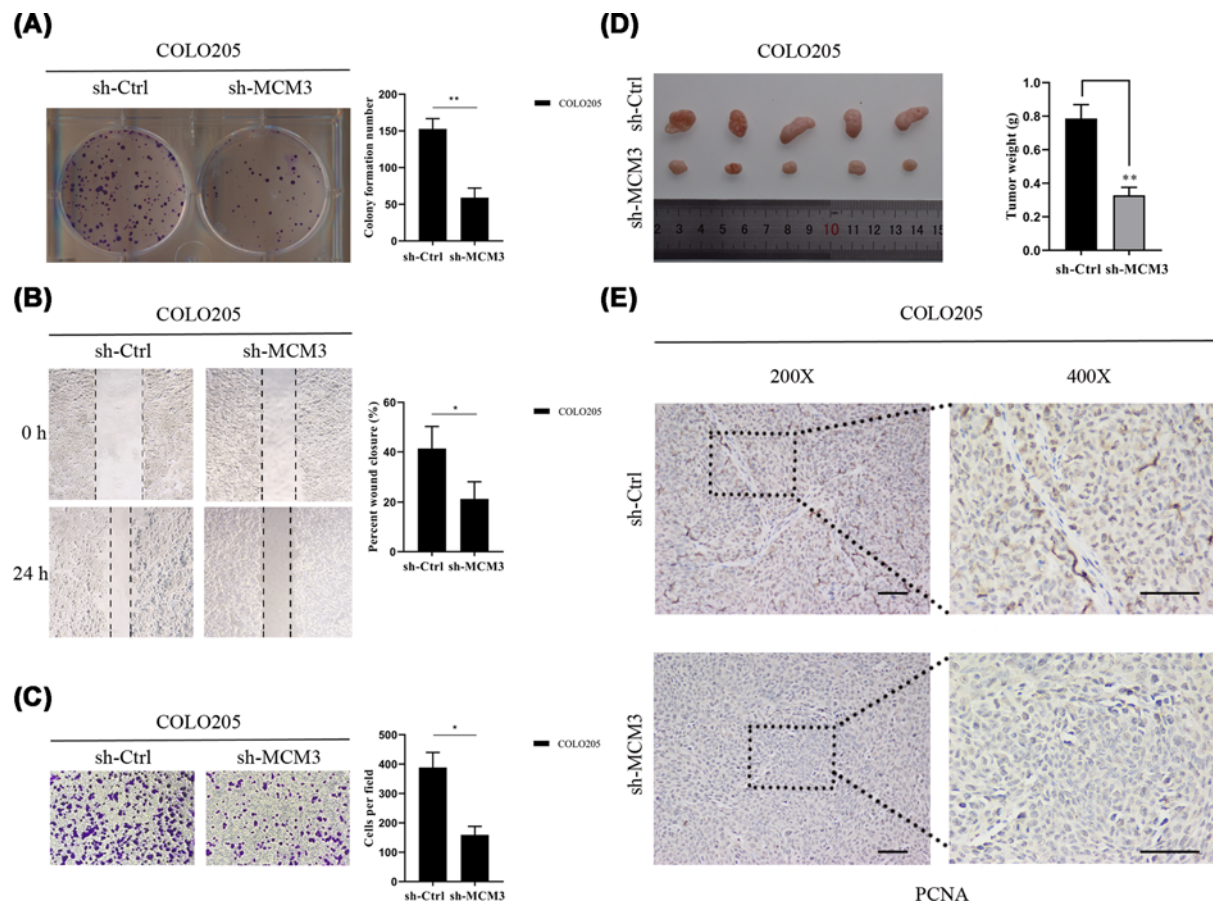 (A)
COLO205
sh-Ctrl sh-MCM3
Colony formation number
200
150
100
50
0
**
sh-Ctrl sh-MCM3
COLO205
(B)
COLO205
sh-Ctrl sh-MCM3
0 h
24 h
Percent wound closure (%)
60
40
20
0
*
sh-Ctrl sh-MCM3
COLO205
(C)
COLO205
sh-Ctrl sh-MCM3
Cells per field
500
400
300
200
100
0
*
sh-Ctrl sh-MCM3
COLO205
(D)
COLO205
sh-Ctrl
sh-MCM3
2 3 4 5 6 7 8 9 10 11 12 13 14 15
Tumor weight (g)
1.0
0.8
0.6
0.4
0.2
0.0
**
sh-Ctrl sh-MCM3
(E)
COLO205
200X 400X
sh-Ctrl
sh-MCM3
PCNA